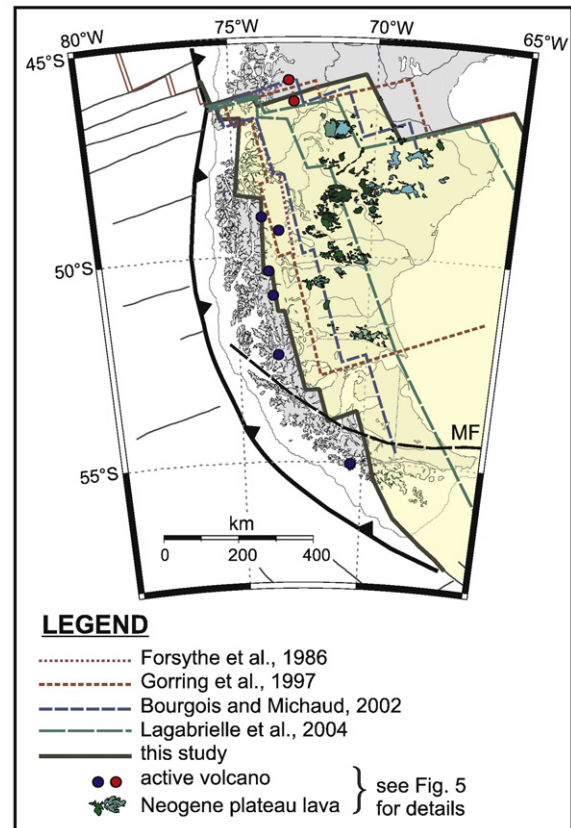 80°W 75°W 70°W 65°W
45°S
50°S
55°S
MF
km
0 200 400
LEGEND
Forsythe et al., 1986
Gorring et al., 1997
Bourgois and Michaud, 2002
Lagabrielle et al., 2004
this study
active volcano
Neogene plateau lava
see Fig. 5
for details